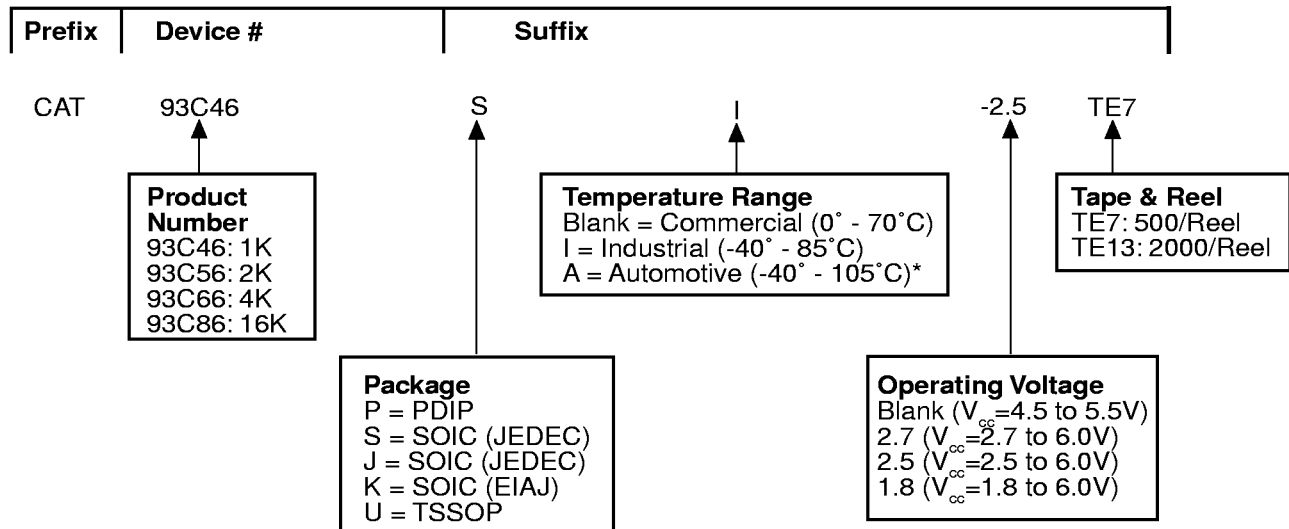 Prefix Device # Suffix
CAT 93C46 S I -2.5 TE7
Product
Number
93C46: 1K
93C56: 2K
93C66: 4K
93C86: 16K
Temperature Range
Blank = Commercial (0˚ - 70˚C)
I = Industrial (-40˚ - 85˚C)
A = Automotive (-40˚ - 105˚C)*
Tape & Reel
TE7: 500/Reel
TE13: 2000/Reel
Package
P = PDIP
S = SOIC (JEDEC)
J = SOIC (JEDEC)
K = SOIC (EIAJ)
U = TSSOP
Operating Voltage
Blank (Vcc=4.5 to 5.5V)
2.7 (Vcc=2.7 to 6.0V)
2.5 (Vcc=2.5 to 6.0V)
1.8 (Vcc=1.8 to 6.0V)